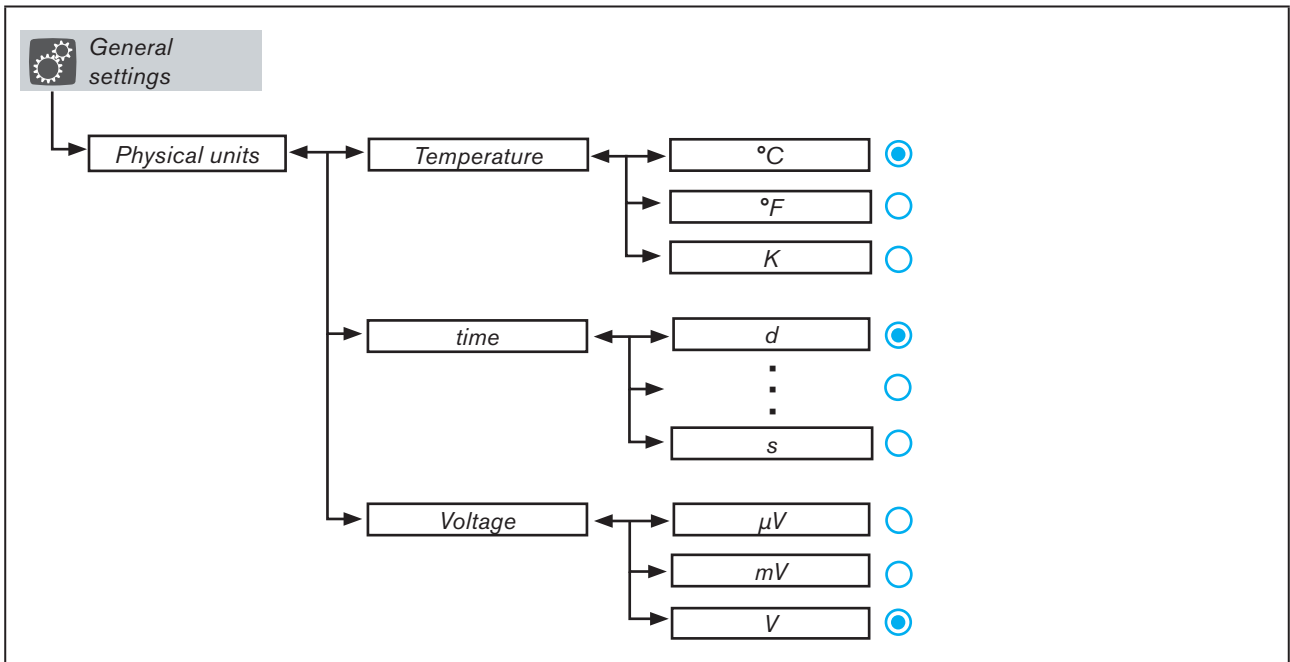 General
settings
Physical units
Temperature
°C
°F
K
time
d
s
Voltage
µV
mV
V